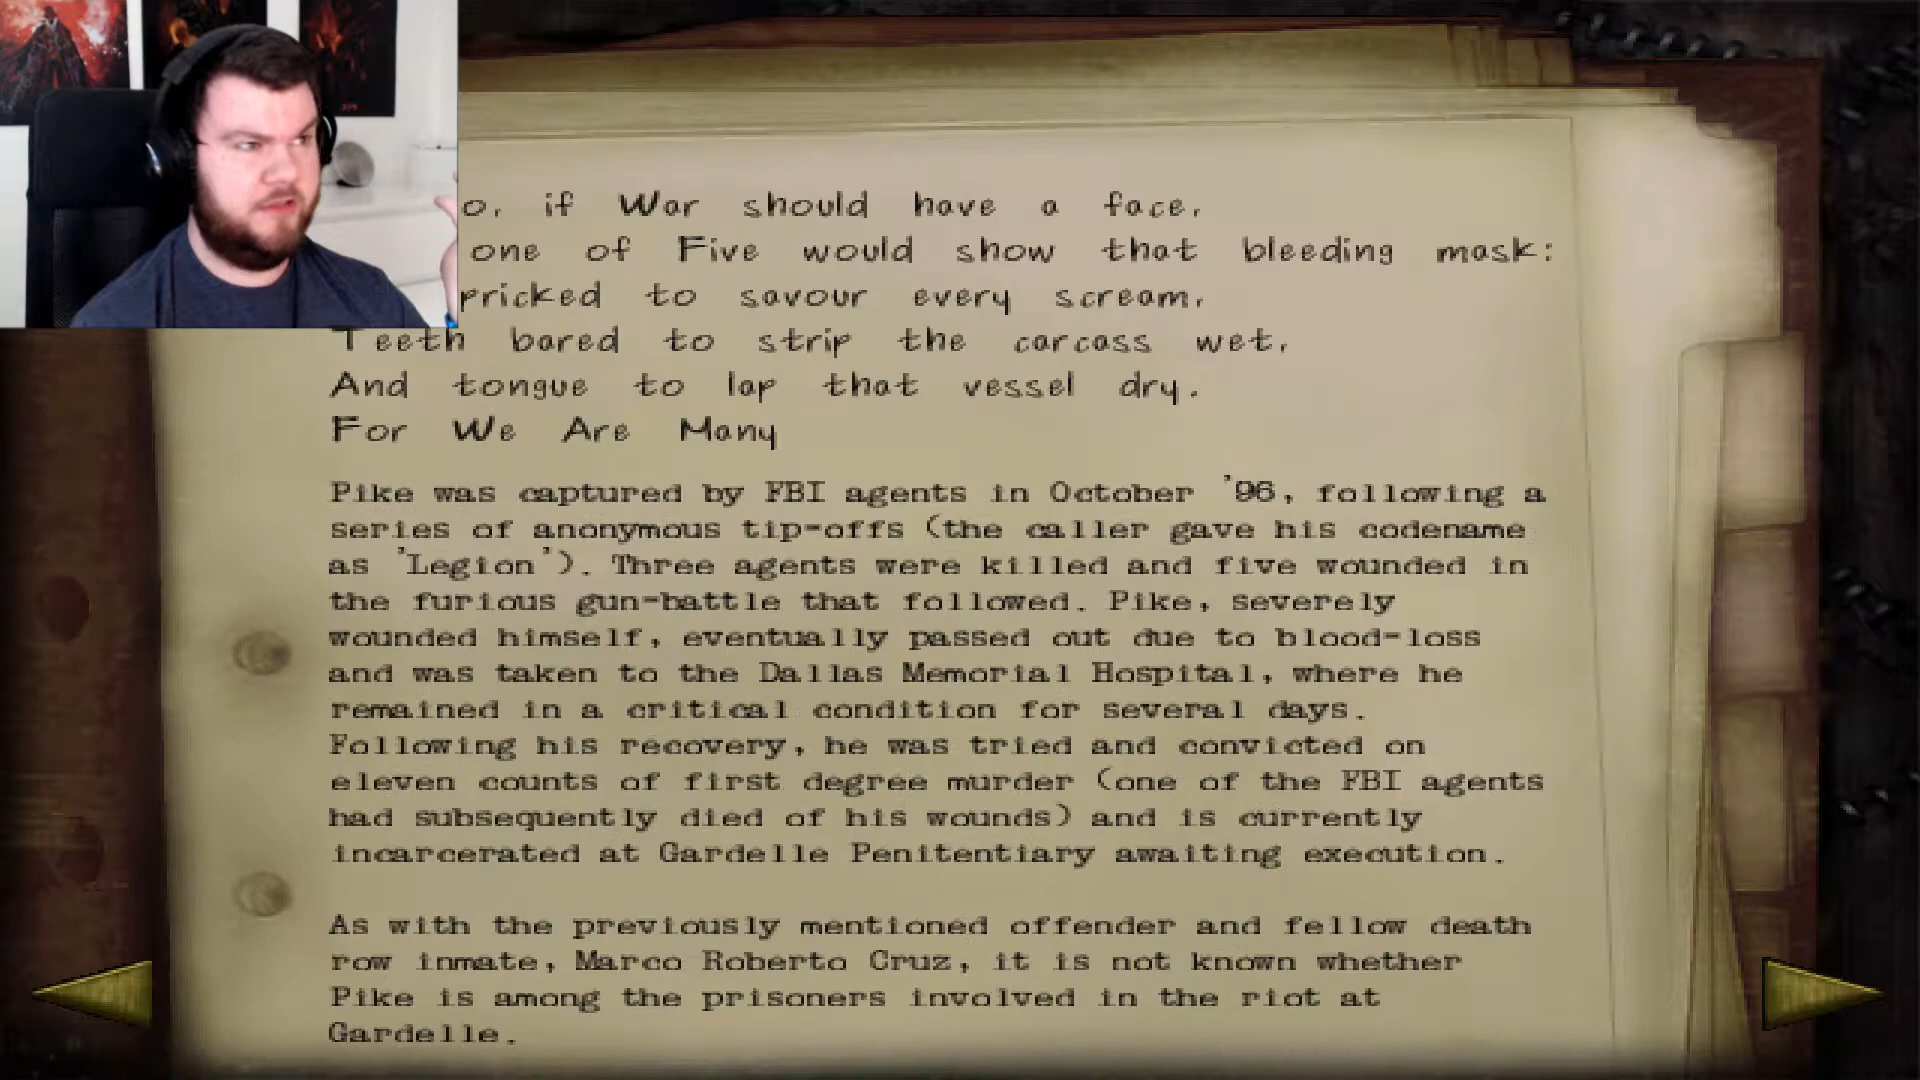 o, if War should have a face,
one of Five would show that bleeding mask:
pricked to savour every scream,
Teeth bared to strip the carcass wet,
And tongue to lap that vessel dry.
For We Are Many
Pike was captured by FBI agents in October '96, following a
series of anonymous tip-offs (the caller gave his codename
as 'Legion'). Three agents were killed and five wounded in
the furious gun-battle that followed. Pike, severely
wounded himself, eventually passed out due to blood-loss
and was taken to the Dallas Memorial Hospital, where he
remained in a critical condition for several days.
Following his recovery, he was tried and convicted on
eleven counts of first degree murder (one of the FBI agents
had subsequently died of his wounds) and is currently
incarcerated at Gardelle Penitentiary awaiting execution.
As with the previously mentioned offender and fellow death
row inmate, Marco Roberto Cruz, it is not known whether
Pike is among the prisoners involved in the riot at
Gardelle.